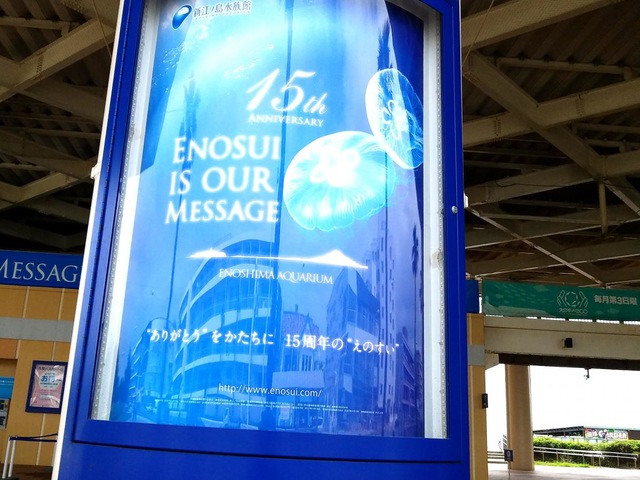 新江ノ島水族館
15th
ANNIVERSARY
ENOSUI
IS OUR
MESSAGE
ENOSHIMA AQUARIUM
"ありがとう"をかたちに 15周年の"えのすい"
http://www.enosui.com/
MESSAG
毎月第3日曜